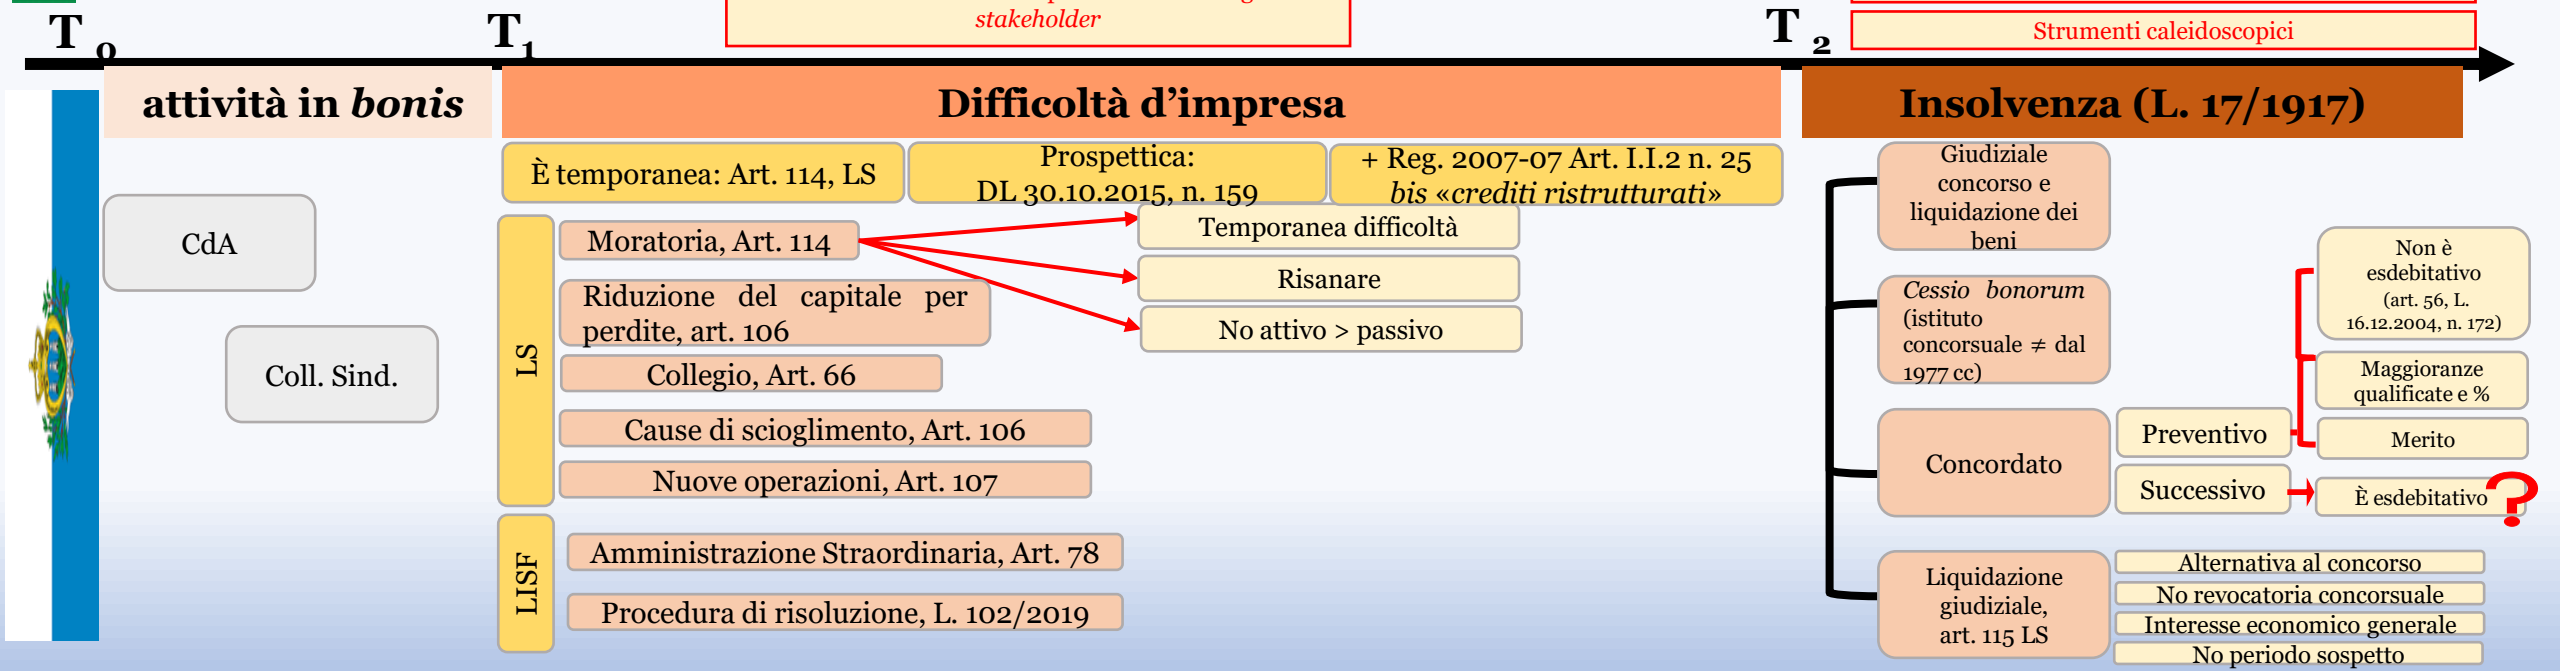 stakeholder
Strumenti caleidoscopici
T 0
T1
T 2
attività in bonis
Difficoltà d’impresa
Insolvenza (L. 17/1917)
È temporanea: Art. 114, LS
Prospettica:
DL 30.10.2015, n. 159
+ Reg. 2007-07 Art. I.I.2 n. 25
bis «crediti ristrutturati»
CdA
Coll. Sind.
LS
Moratoria, Art. 114
Riduzione del capitale per
perdite, art. 106
Collegio, Art. 66
Cause di scioglimento, Art. 106
Nuove operazioni, Art. 107
Temporanea difficoltà
Risanare
No attivo > passivo
LISF
Amministrazione Straordinaria, Art. 78
Procedura di risoluzione, L. 102/2019
Giudiziale
concorso e
liquidazione dei
beni
Cessio bonorum
(istituto
concorsuale ≠ dal
1977 cc)
Concordato
Preventivo
Successivo
Non è
esdebitativo
(art. 56, L.
16.12.2004, n. 172)
Maggioranze
qualificate e %
Merito
È esdebitativo ?
Liquidazione
giudiziale,
art. 115 LS
Alternativa al concorso
No revocatoria concorsuale
Interesse economico generale
No periodo sospetto